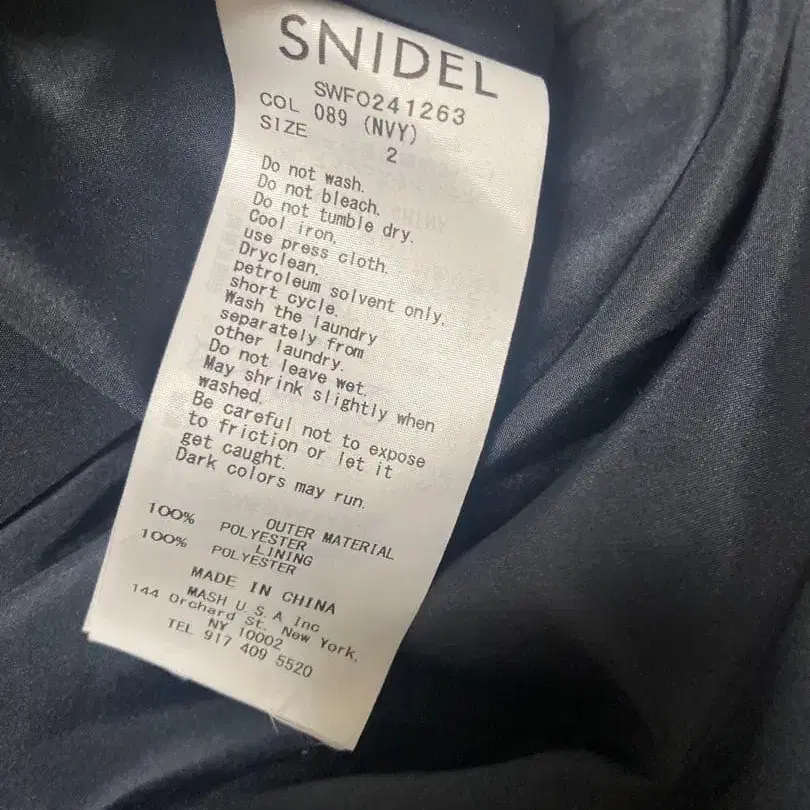 SNIDEL
SWFO241263
COL 089 (NVY)
SIZE 2
Do not wash.
Do not bleach.
Do not tumble dry.
Cool iron,
use press cloth.
Dryclean.
petroleum solvent only,
short cycle.
Wash the laundry
separately from
other laundry.
Do not leave wet.
May shrink slightly when
washed.
Be careful not to expose
to friction or let it
get caught.
Dark colors may run.
OUTER MATERIAL
100% POLYESTER
LINING
100% POLYESTER
MADE IN CHINA
MASH U.S.A Inc
144 Orchard St. New York,
NY 10002
TEL 917 409 5520